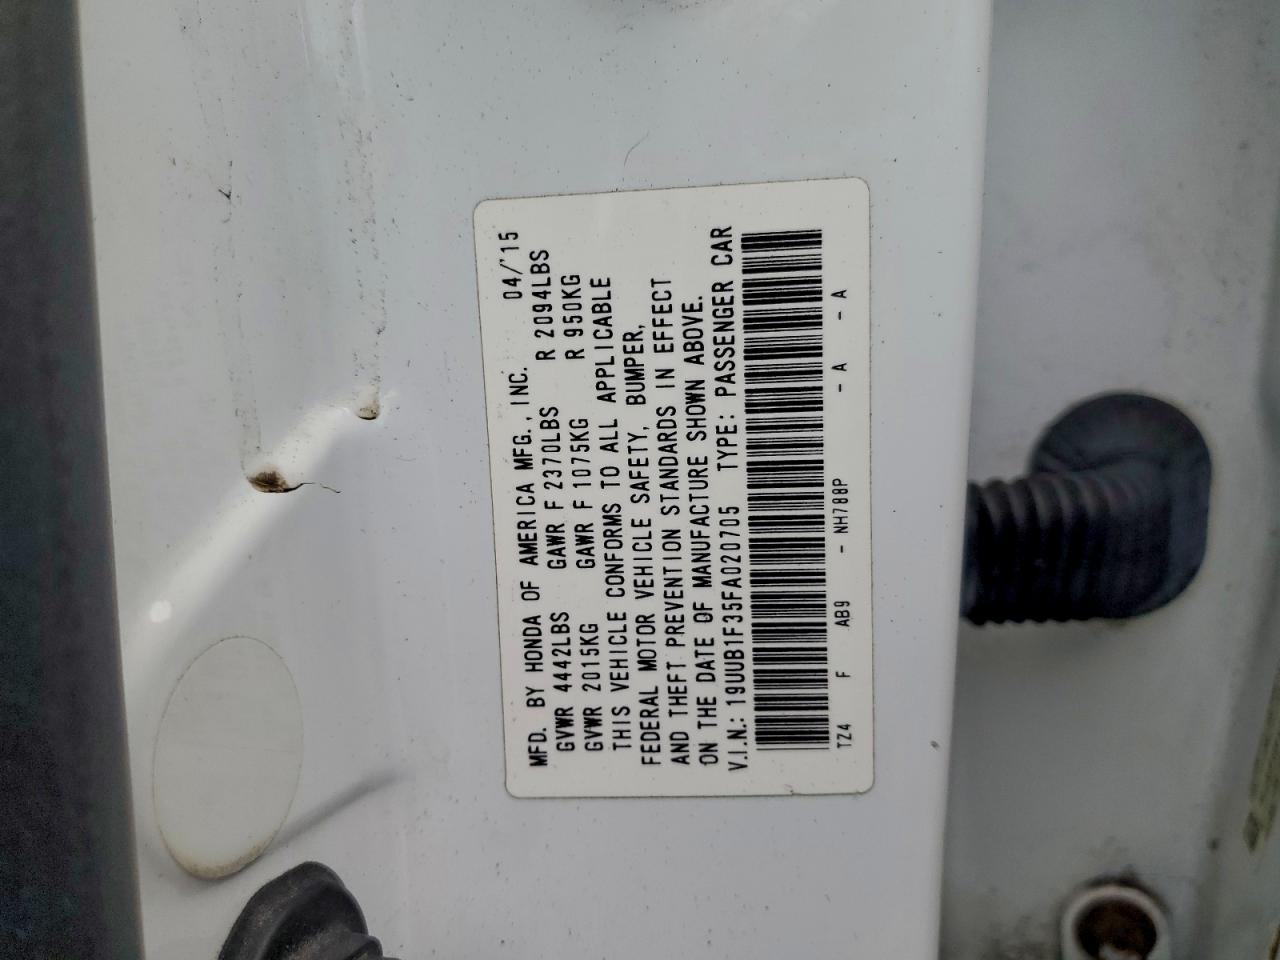 MFD. BY HONDA OF AMERICA MFG., INC. 04/'15
GVWR 4442LBS GAWR F 2370LBS R 2094LBS
GVWR 2015KG GAWR F 1075KG R 950KG
THIS VEHICLE CONFORMS TO ALL APPLICABLE
FEDERAL MOTOR VEHICLE SAFETY, BUMPER,
AND THEFT PREVENTION STANDARDS IN EFFECT
ON THE DATE OF MANUFACTURE SHOWN ABOVE.
V.I.N.: 19UUB1F35FA020705 TYPE: PASSENGER CAR
TZ4 F AB9 - NH788P - A - A